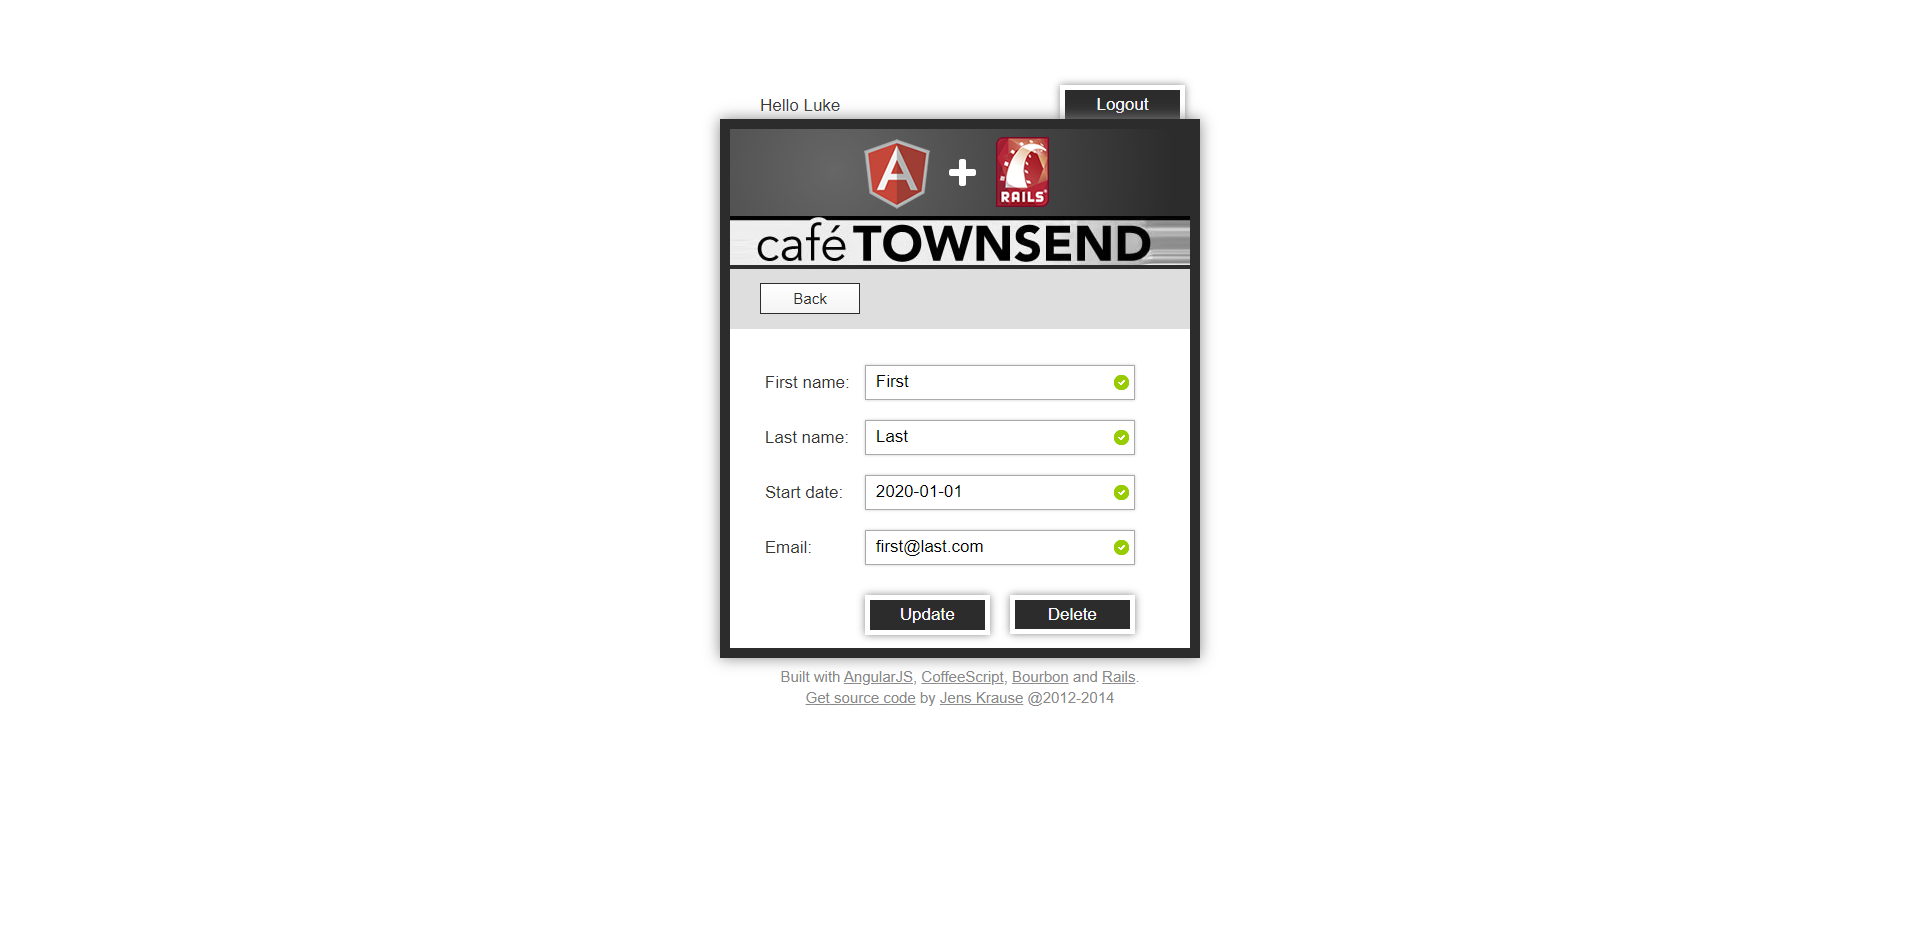 Hello Luke
Logout
RAILS
café TOWNSEND
Back
First name: First
Last name: Last
Start date: 2020-01-01
Email: first@last.com
Update Delete
Built with AngularJS, CoffeeScript, Bourbon and Rails.
Get source code by Jens Krause @2012-2014